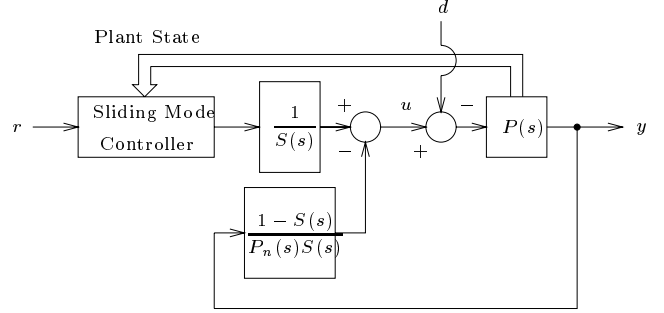 d
Plant State
Sliding Mode
Controller
r
1
S(s)
+
−
u
+
−
P(s)
y
1 − S(s)
P_n(s)S(s)